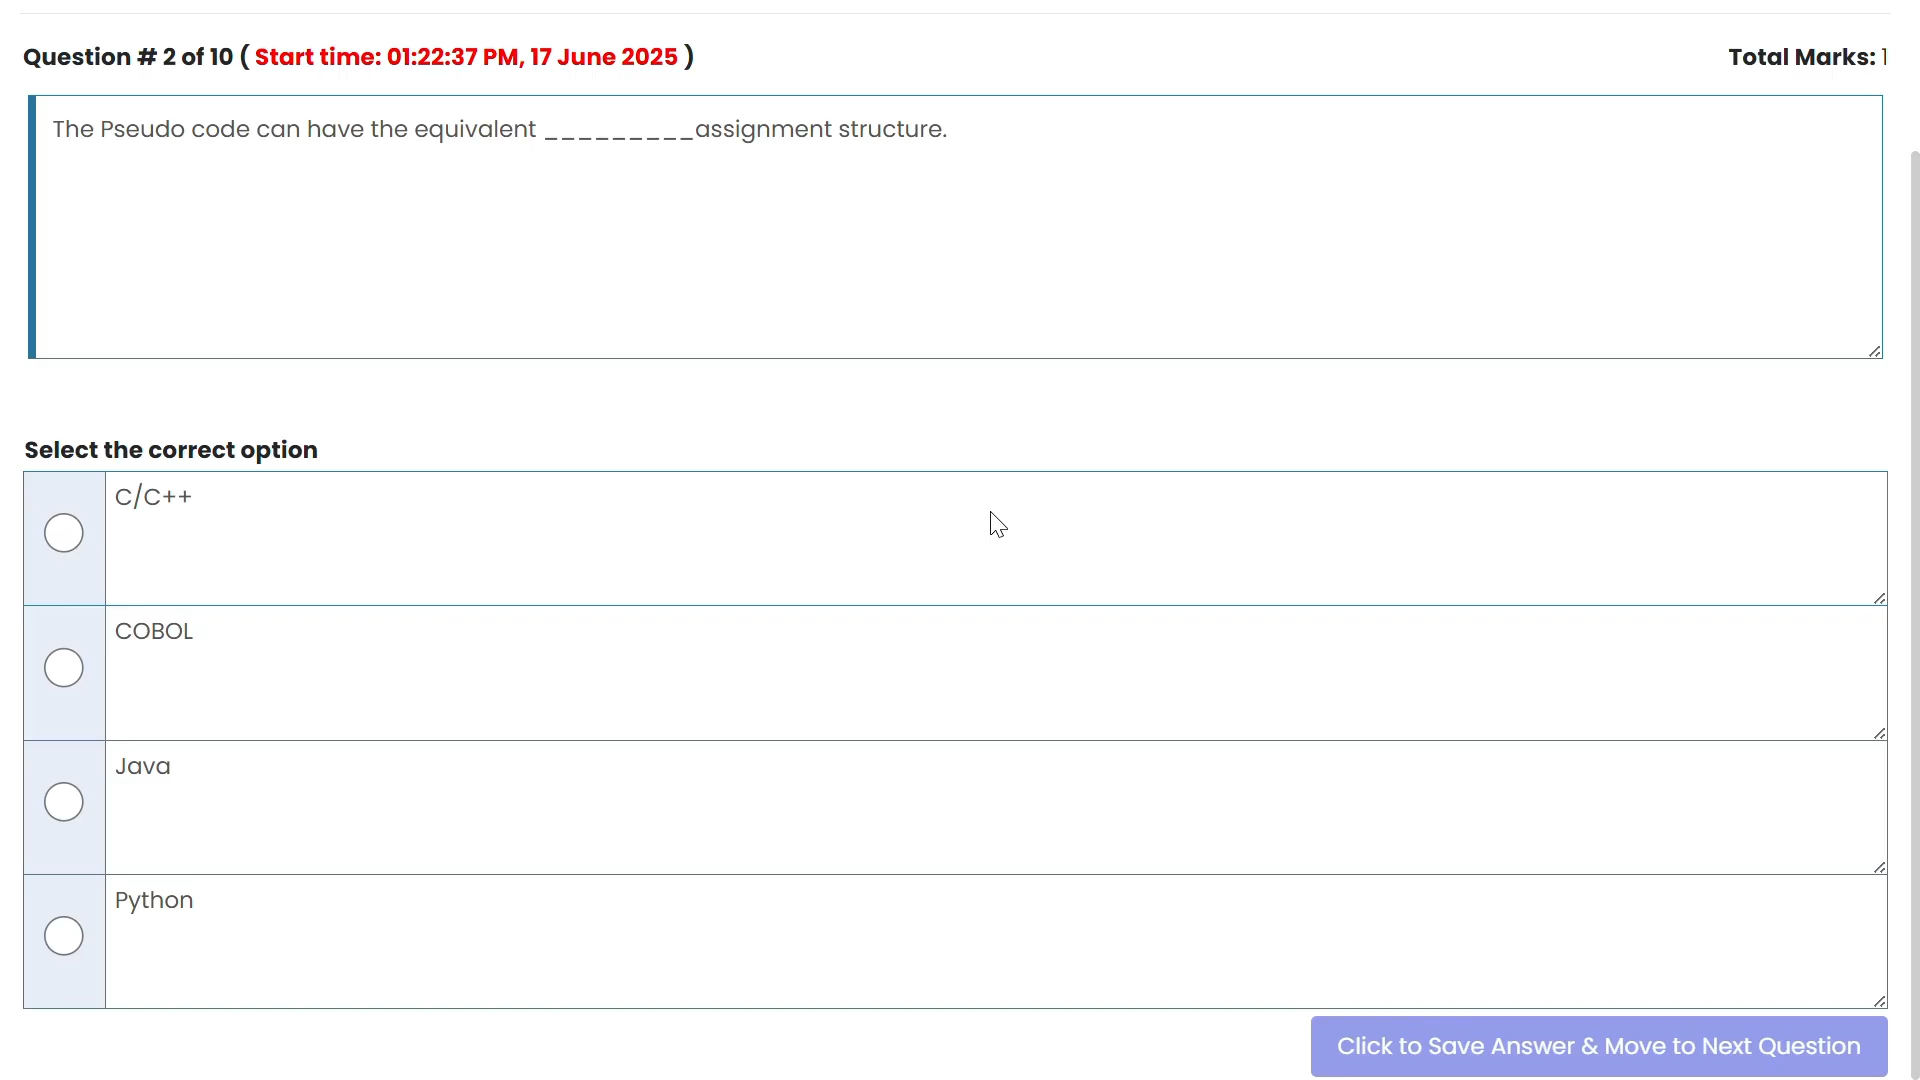 Question # 2 of 10 ( Start time: 01:22:37 PM, 17 June 2025 )
Total Marks: 1
The Pseudo code can have the equivalent _________assignment structure.
Select the correct option
C/C++
COBOL
Java
Python
Click to Save Answer & Move to Next Question